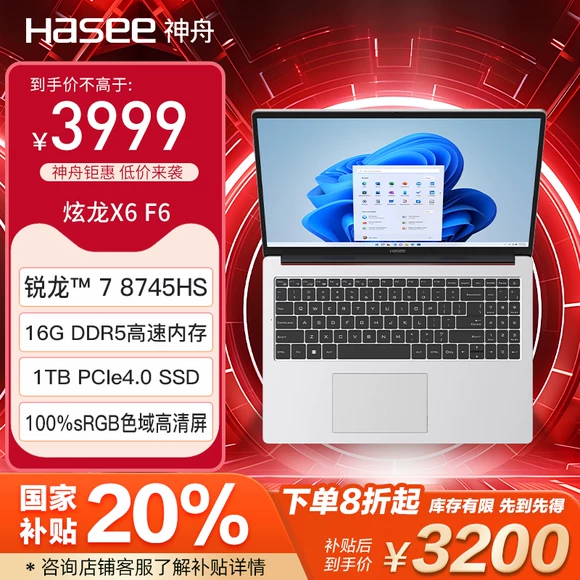 Hasee 神舟
到手价不高于:
¥3999
神舟钜惠 低价来袭
炫龙X6 F6
锐龙™ 7 8745HS
16G DDR5高速内存
1TB PCIe4.0 SSD
100%sRGB色域高清屏
HASEE
国家
补贴
20%
下单8折起 库存有限 先到先得
补贴后
到手价
¥3200
* 咨询店铺客服了解补贴详情